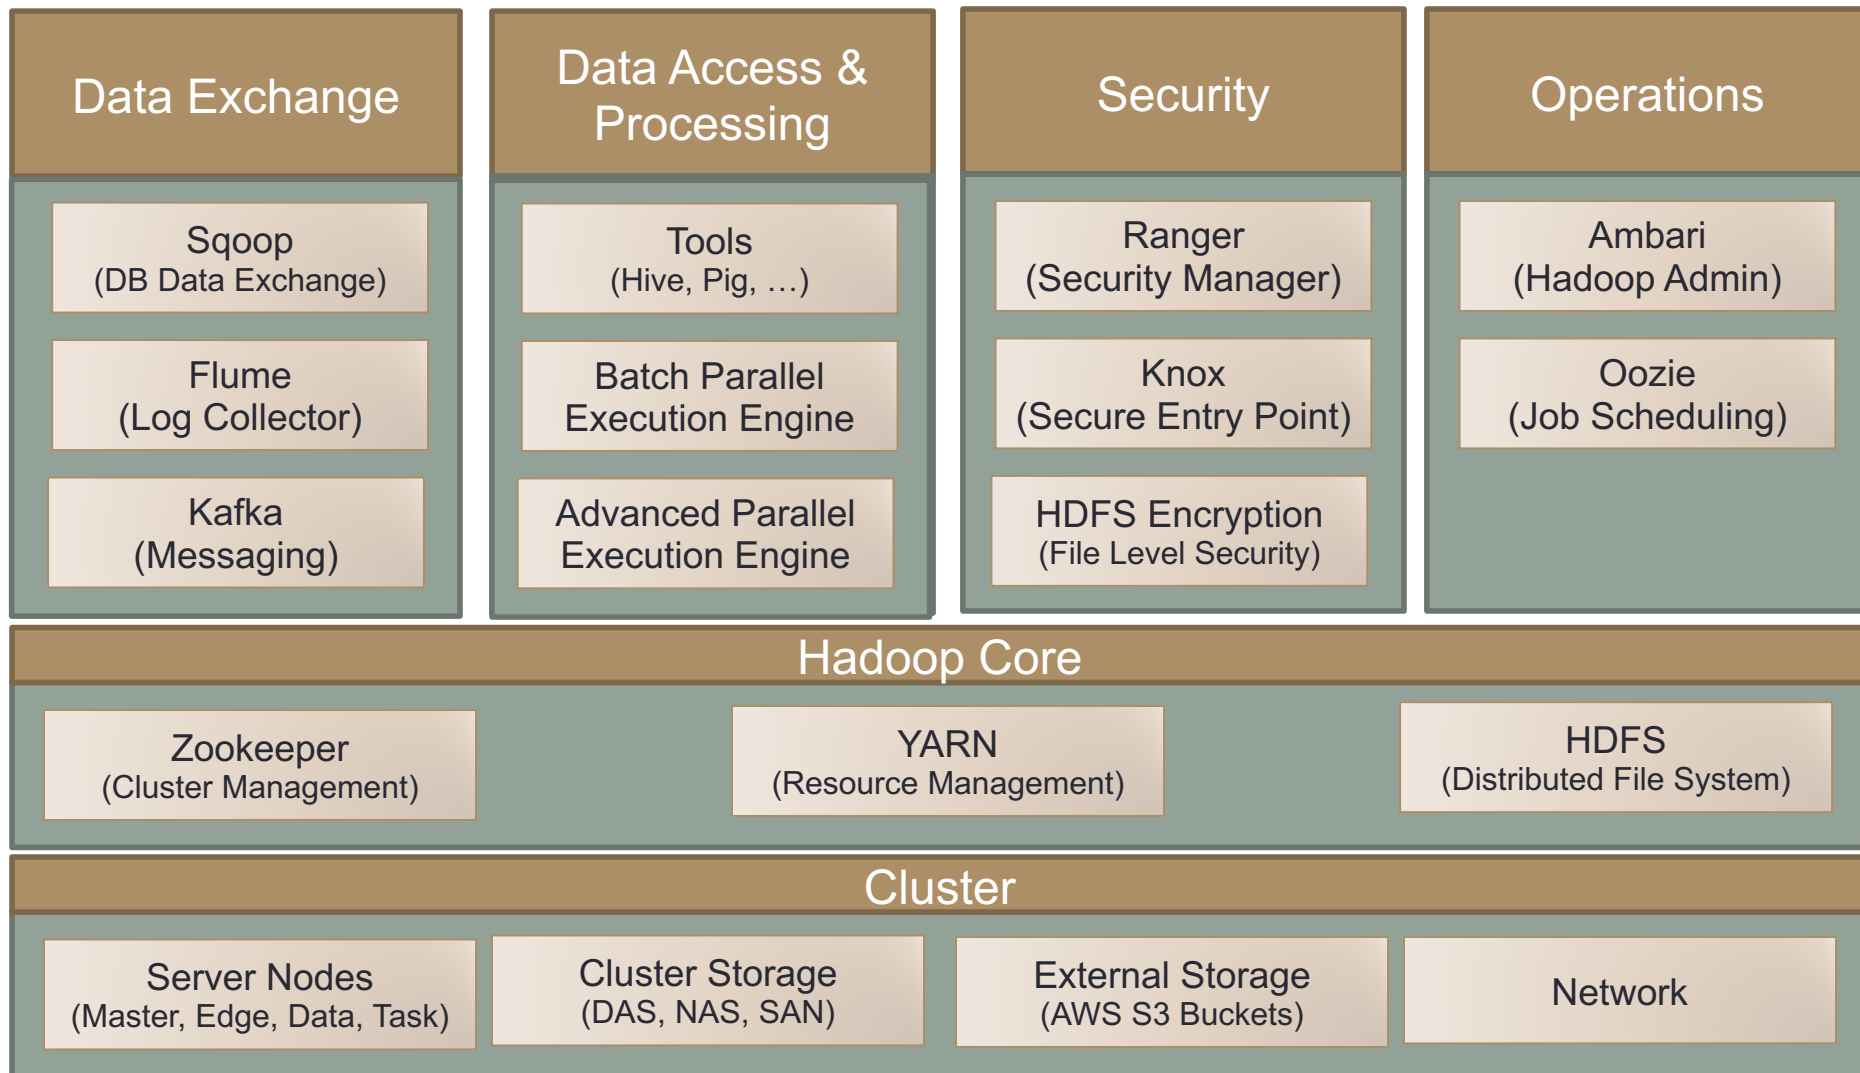 Data Exchange
Sqoop
(DB Data Exchange)
Flume
(Log Collector)
Kafka
(Messaging)
Data Access &
Processing
Tools
(Hive, Pig, …)
Batch Parallel
Execution Engine
Advanced Parallel
Execution Engine
Security
Ranger
(Security Manager)
Knox
(Secure Entry Point)
HDFS Encryption
(File Level Security)
Operations
Ambari
(Hadoop Admin)
Oozie
(Job Scheduling)
Hadoop Core
Zookeeper
(Cluster Management)
YARN
(Resource Management)
HDFS
(Distributed File System)
Cluster
Server Nodes
(Master, Edge, Data, Task)
Cluster Storage
(DAS, NAS, SAN)
External Storage
(AWS S3 Buckets)
Network